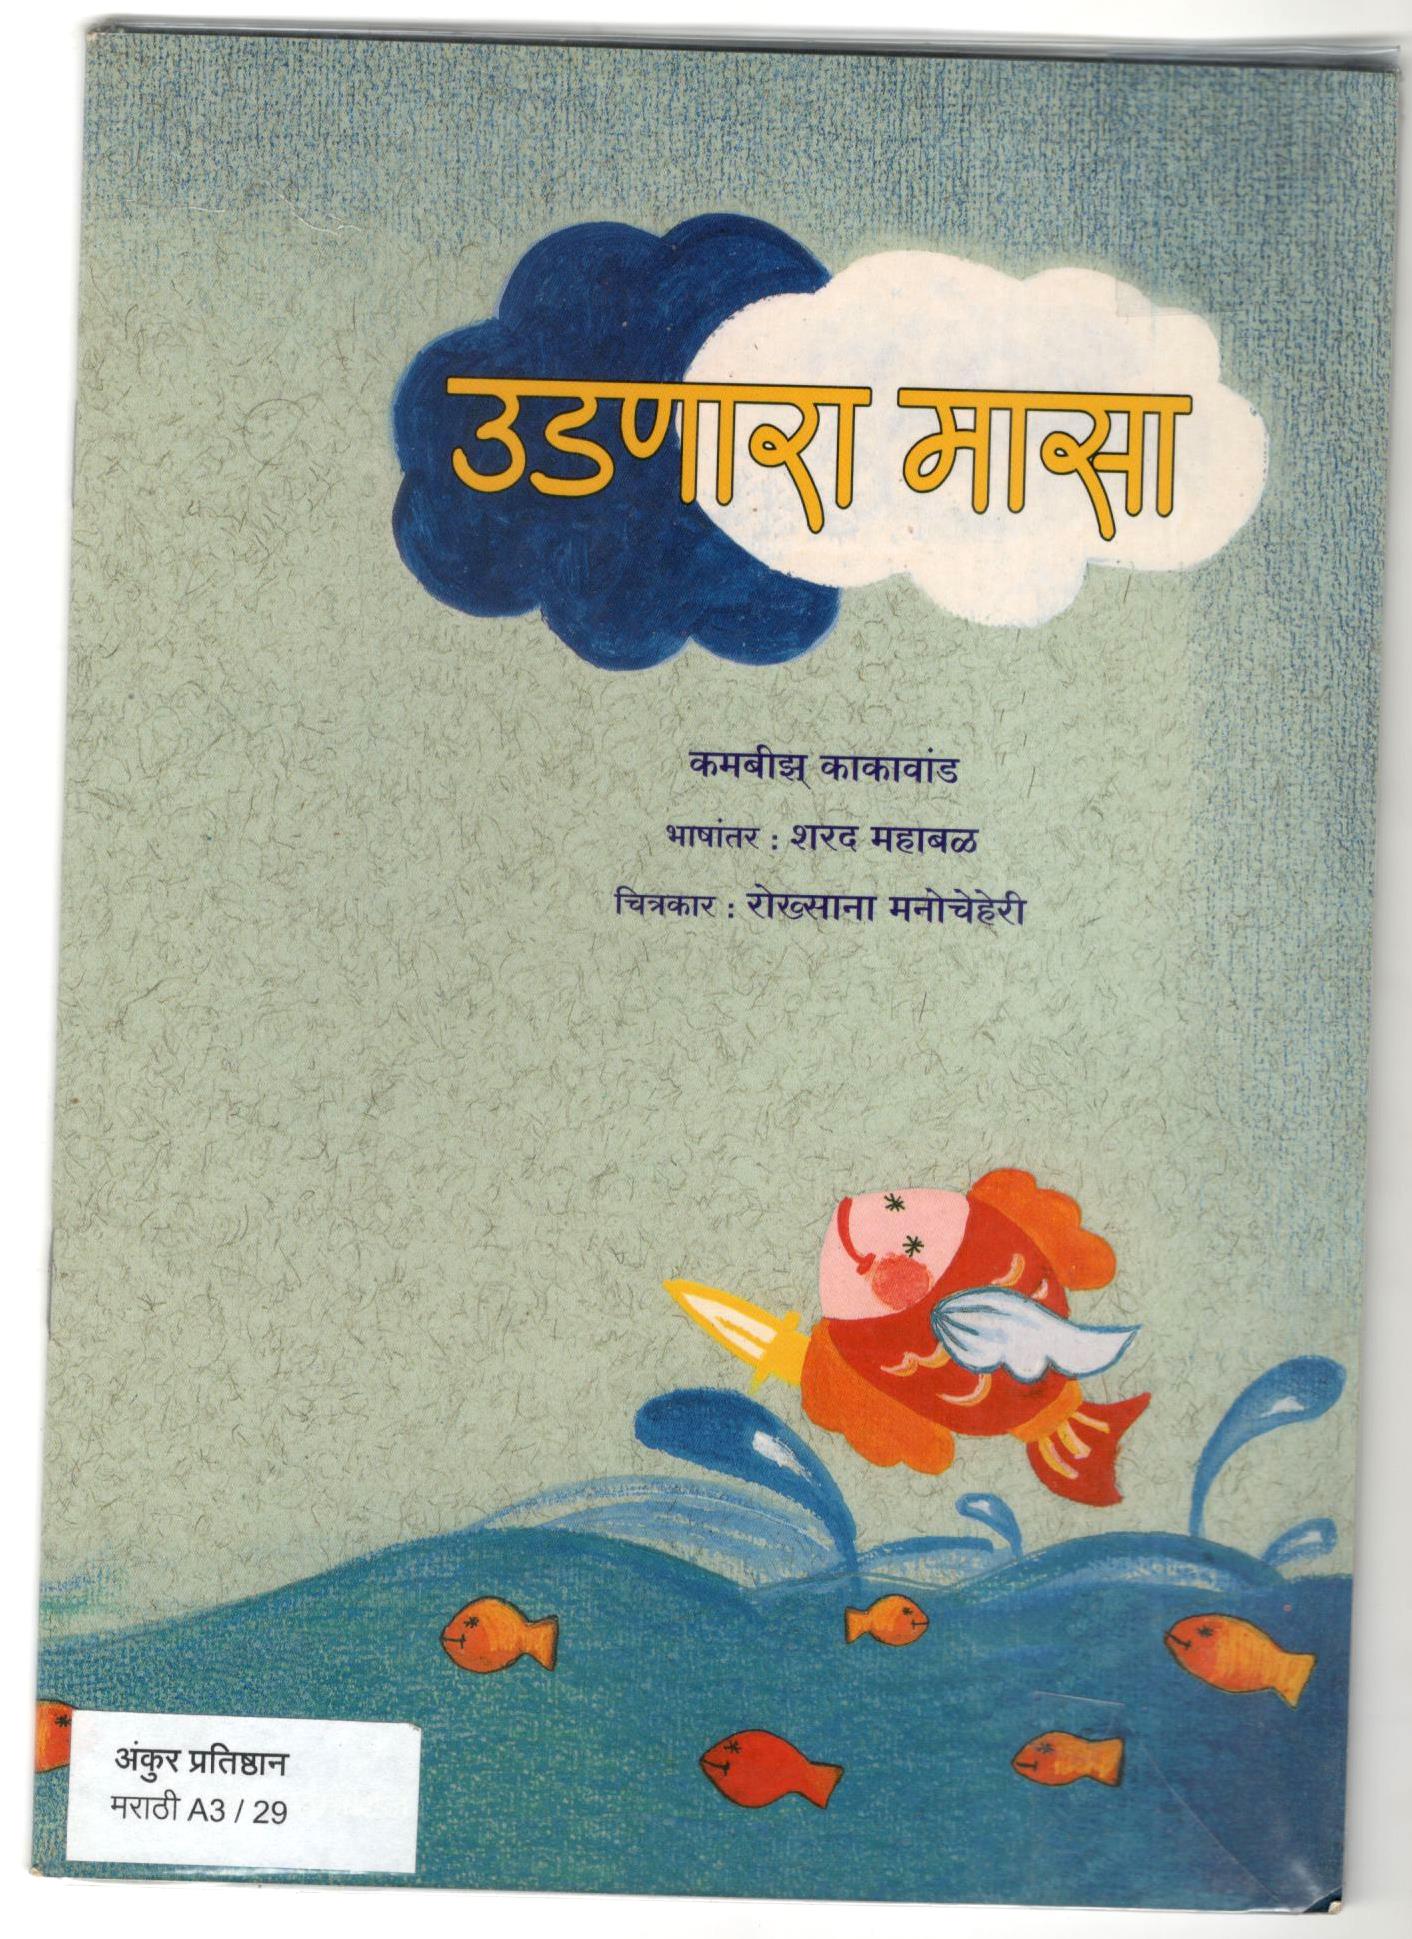 उडणारा मासा
कमबीझ् काकावांड
भाषांतर : शरद महाबळ
चित्रकार : रोख्साना मनोचेहेरी
अंकुर प्रतिष्ठान
मराठी A3 / 29